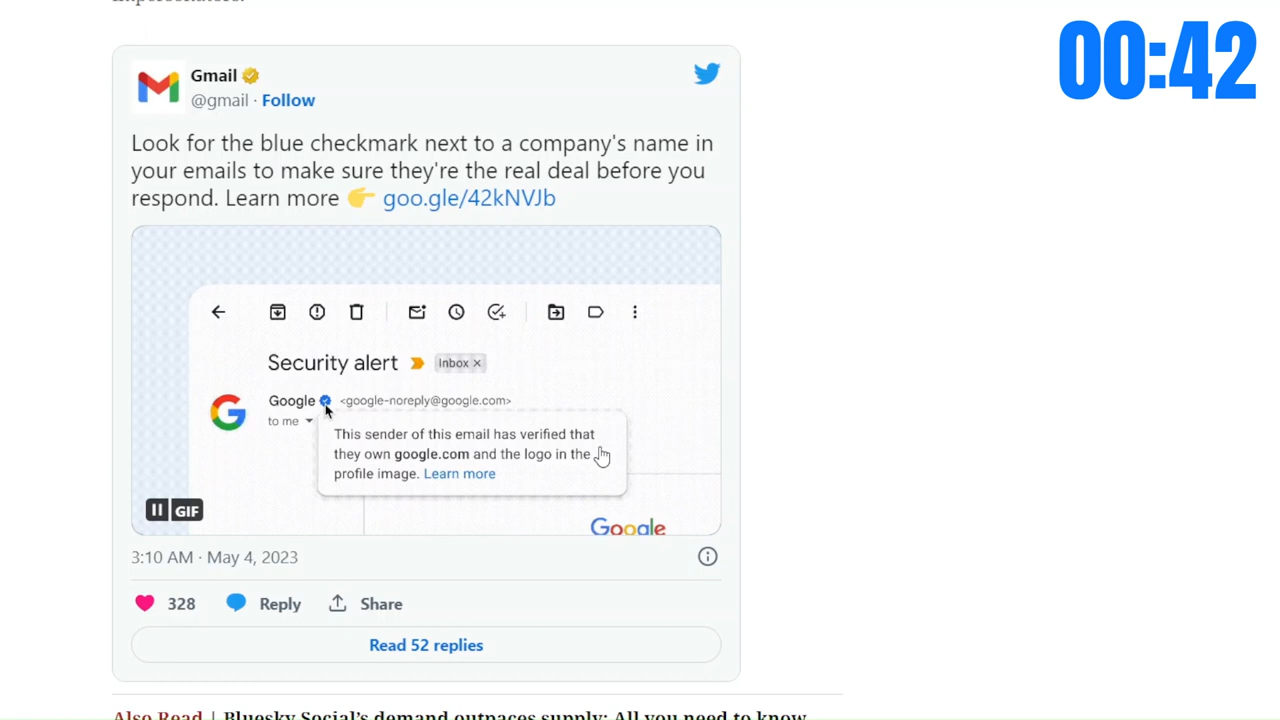 00:42
Gmail
@gmail · Follow
Look for the blue checkmark next to a company's name in
your emails to make sure they're the real deal before you
respond. Learn more 👉 goo.gle/42kNVJb
Security alert
Inbox ×
Google <google-noreply@google.com>
to me
This sender of this email has verified that
they own google.com and the logo in the
profile image. Learn more
GIF
Google
3:10 AM · May 4, 2023
328 Reply Share
Read 52 replies
Also Read | Bluesky Social's demand outpaces supply: All you need to know